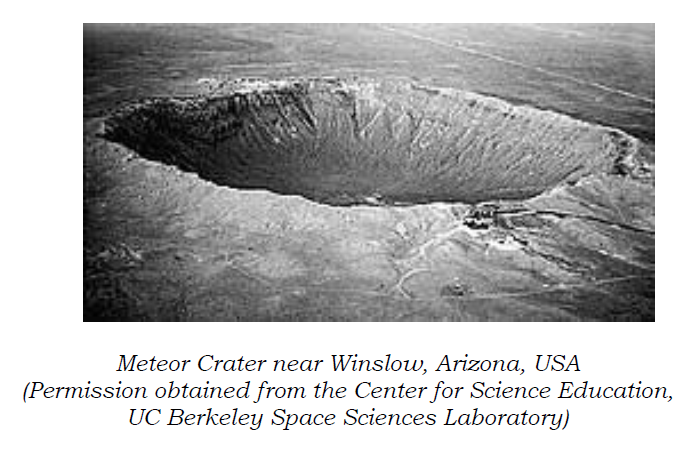 Meteor Crater near Winslow, Arizona, USA
(Permission obtained from the Center for Science Education,
UC Berkeley Space Sciences Laboratory)